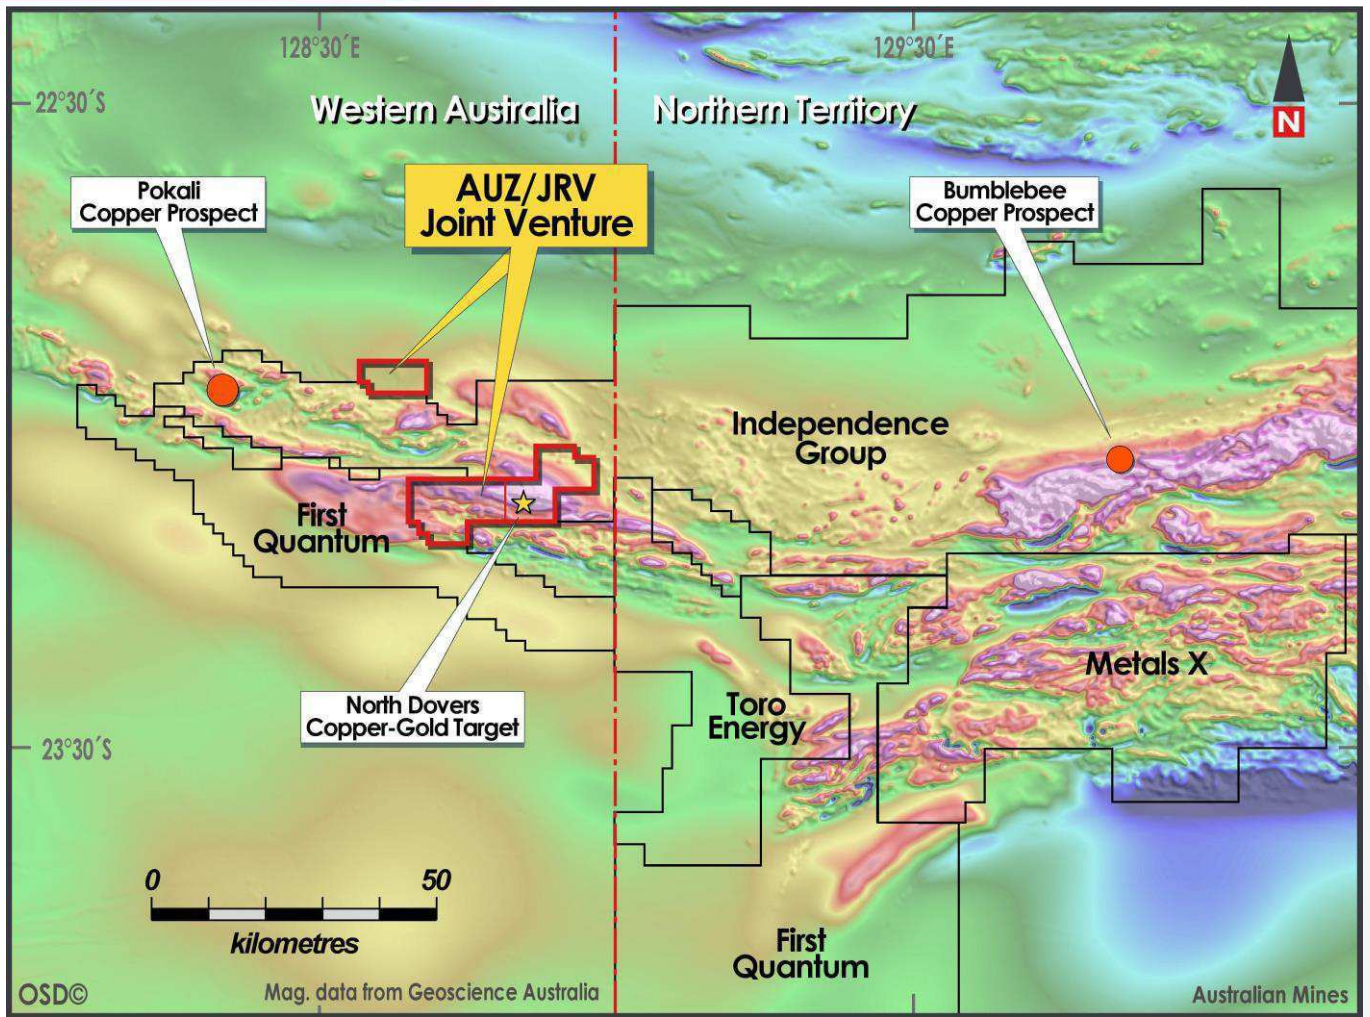 128°30´E
129°30´E
22°30´S
Western Australia
Northern Territory
N
Pokali
Copper Prospect
AUZ/JRV
Joint Venture
Bumblebee
Copper Prospect
Independence
Group
First
Quantum
Metals X
North Dovers
Copper-Gold Target
Toro
Energy
23°30´S
0
50
kilometres
First
Quantum
OSD©
Mag. data from Geoscience Australia
Australian Mines